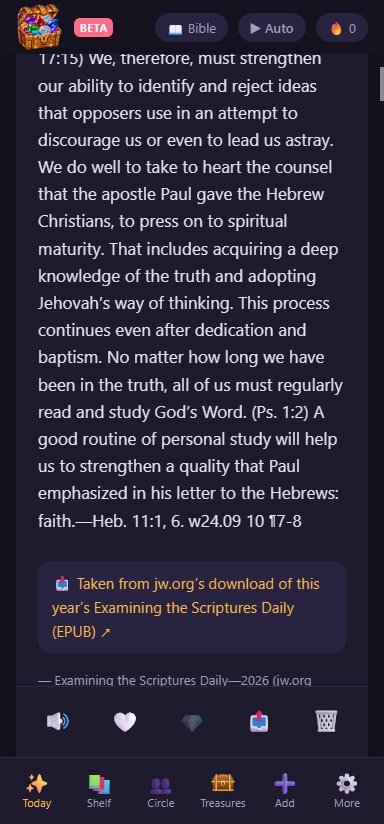 BETA
Bible
Auto
0
17:15) We, therefore, must strengthen
our ability to identify and reject ideas
that opposers use in an attempt to
discourage us or even to lead us astray.
We do well to take to heart the counsel
that the apostle Paul gave the Hebrew
Christians, to press on to spiritual
maturity. That includes acquiring a deep
knowledge of the truth and adopting
Jehovah’s way of thinking. This process
continues even after dedication and
baptism. No matter how long we have
been in the truth, all of us must regularly
read and study God’s Word. (Ps. 1:2) A
good routine of personal study will help
us to strengthen a quality that Paul
emphasized in his letter to the Hebrews:
faith.—Heb. 11:1, 6. w24.09 10 ¶7-8
Taken from jw.org’s download of this
year’s Examining the Scriptures Daily
(EPUB) ↗
— Examining the Scriptures Daily—2026 (jw.org
Today
Shelf
Circle
Treasures
Add
More